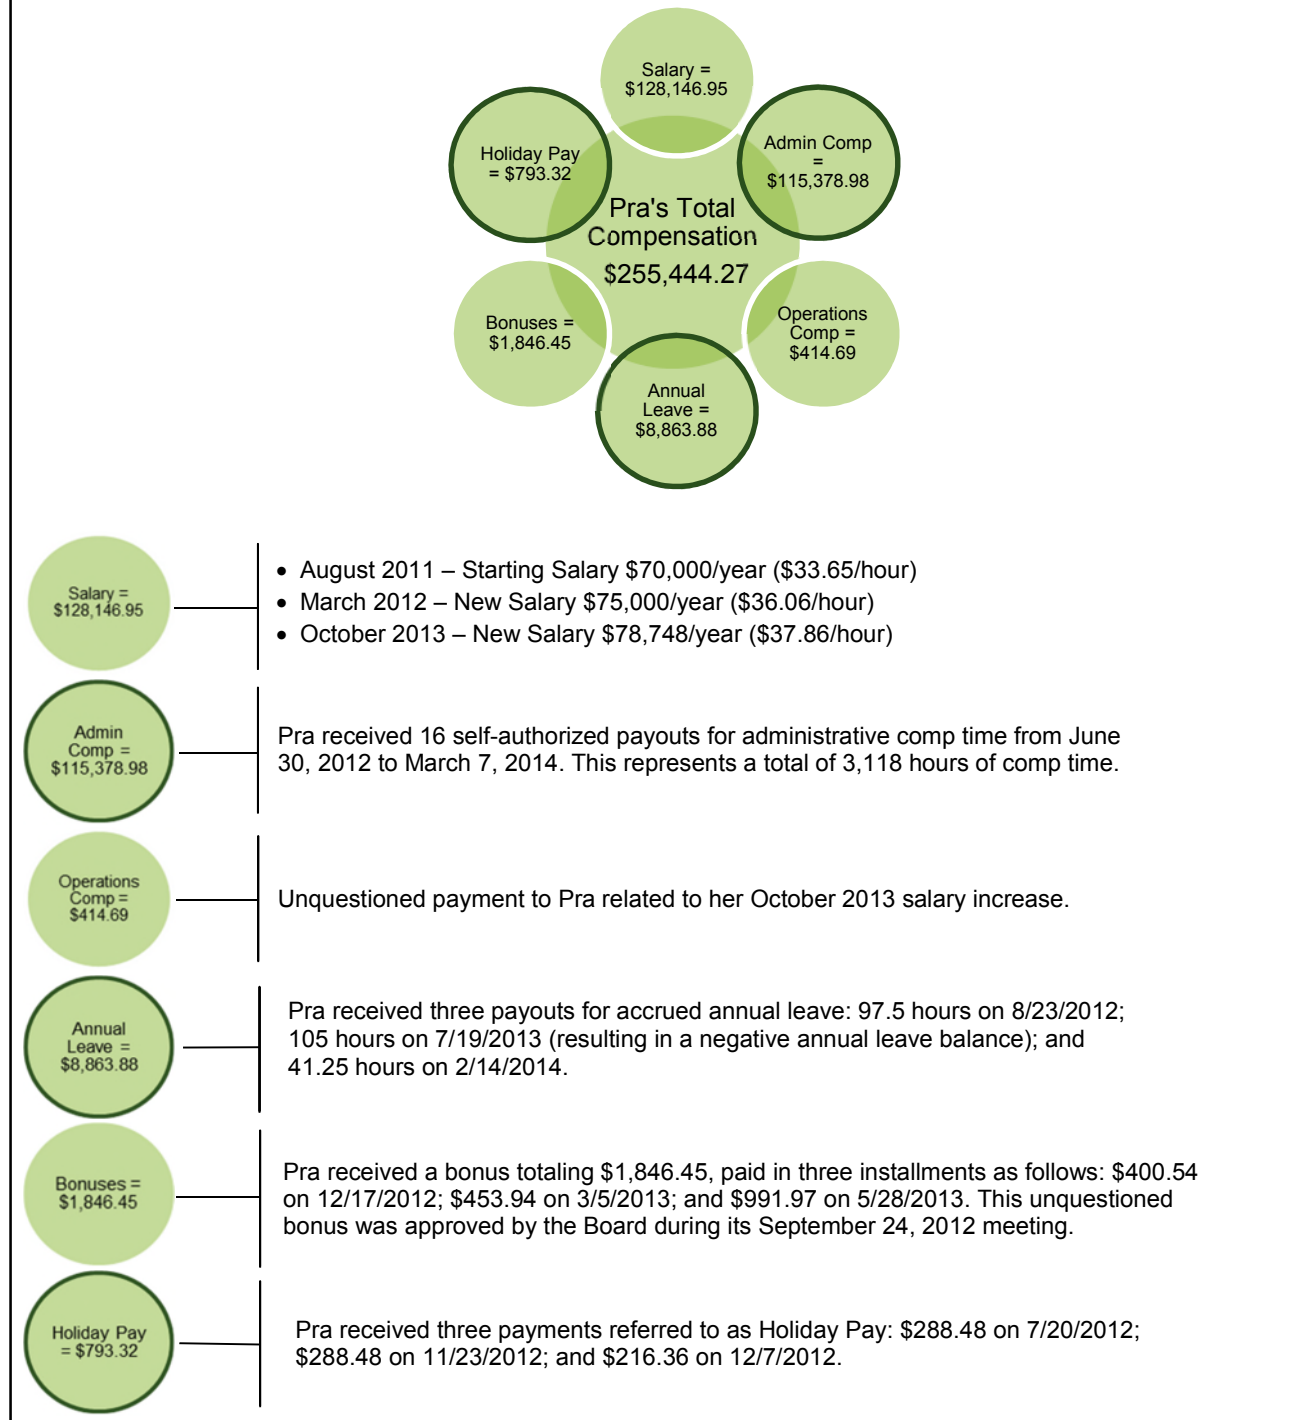 Salary =
$128,146.95
Holiday Pay
= $793.32
Admin Comp
=
$115,378.98
Pra's Total
Compensation
$255,444.27
Bonuses =
$1,846.45
Operations
Comp =
$414.69
Annual
Leave =
$8,863.88
Salary =
$128,146.95
• August 2011 – Starting Salary $70,000/year ($33.65/hour)
• March 2012 – New Salary $75,000/year ($36.06/hour)
• October 2013 – New Salary $78,748/year ($37.86/hour)
Admin
Comp =
$115,378.98
Pra received 16 self-authorized payouts for administrative comp time from June
30, 2012 to March 7, 2014. This represents a total of 3,118 hours of comp time.
Operations
Comp =
$414.69
Unquestioned payment to Pra related to her October 2013 salary increase.
Annual
Leave =
$8,863.88
Pra received three payouts for accrued annual leave: 97.5 hours on 8/23/2012;
105 hours on 7/19/2013 (resulting in a negative annual leave balance); and
41.25 hours on 2/14/2014.
Bonuses =
$1,846.45
Pra received a bonus totaling $1,846.45, paid in three installments as follows: $400.54
on 12/17/2012; $453.94 on 3/5/2013; and $991.97 on 5/28/2013. This unquestioned
bonus was approved by the Board during its September 24, 2012 meeting.
Holiday Pay
= $793.32
Pra received three payments referred to as Holiday Pay: $288.48 on 7/20/2012;
$288.48 on 11/23/2012; and $216.36 on 12/7/2012.